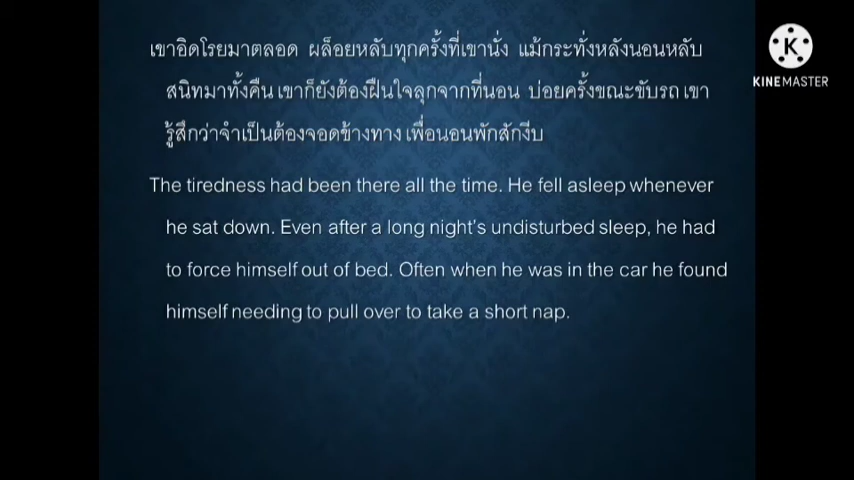 เขาอิดโรยมาตลอด ผล็อยหลับทุกครั้งที่เขานั่ง แม้กระทั่งหลังนอนหลับ
สนิทมาทั้งคืน เขาก็ยังต้องฝืนใจลุกจากที่นอน บ่อยครั้งขณะขับรถ เขา
รู้สึกว่าจำเป็นต้องจอดข้างทาง เพื่อนอนพักสักงีบ
The tiredness had been there all the time. He fell asleep whenever
he sat down. Even after a long night's undisturbed sleep, he had
to force himself out of bed. Often when he was in the car he found
himself needing to pull over to take a short nap.
K
KINEMASTER